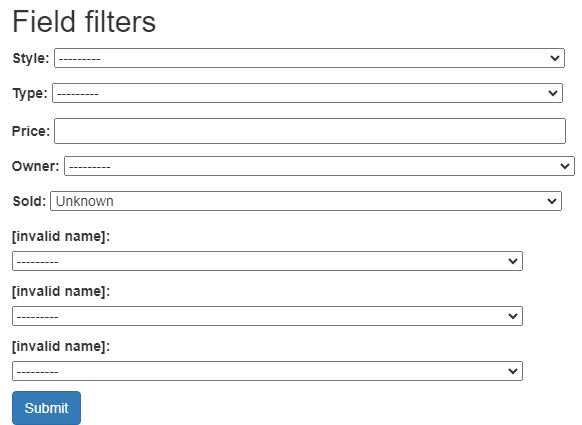 Field filters
Style: ---------
Type: ---------
Price:
Owner: ---------
Sold: Unknown
[invalid name]:
---------
[invalid name]:
---------
[invalid name]:
---------
Submit